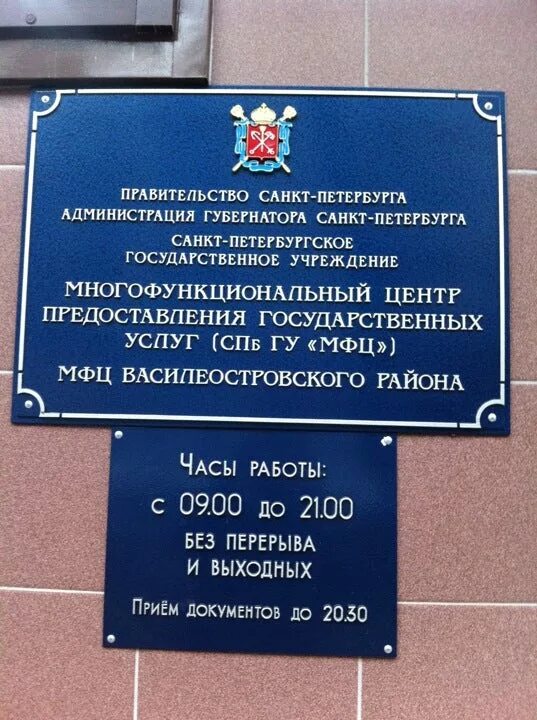 ПРАВИТЕЛЬСТВО САНКТ-ПЕТЕРБУРГА
АДМИНИСТРАЦИЯ ГУБЕРНАТОРА САНКТ-ПЕТЕРБУРГА
САНКТ-ПЕТЕРБУРГСКОЕ
ГОСУДАРСТВЕННОЕ УЧРЕЖДЕНИЕ
МНОГОФУНКЦИОНАЛЬНЫЙ ЦЕНТР
ПРЕДОСТАВЛЕНИЯ ГОСУДАРСТВЕННЫХ
УСЛУГ (СПб ГУ «МФЦ»)
МФЦ ВАСИЛЕОСТРОВСКОГО РАЙОНА
ЧАСЫ РАБОТЫ:
С 09.00 ДО 21.00
БЕЗ ПЕРЕРЫВА
И ВЫХОДНЫХ
ПРИЁМ ДОКУМЕНТОВ ДО 20.30